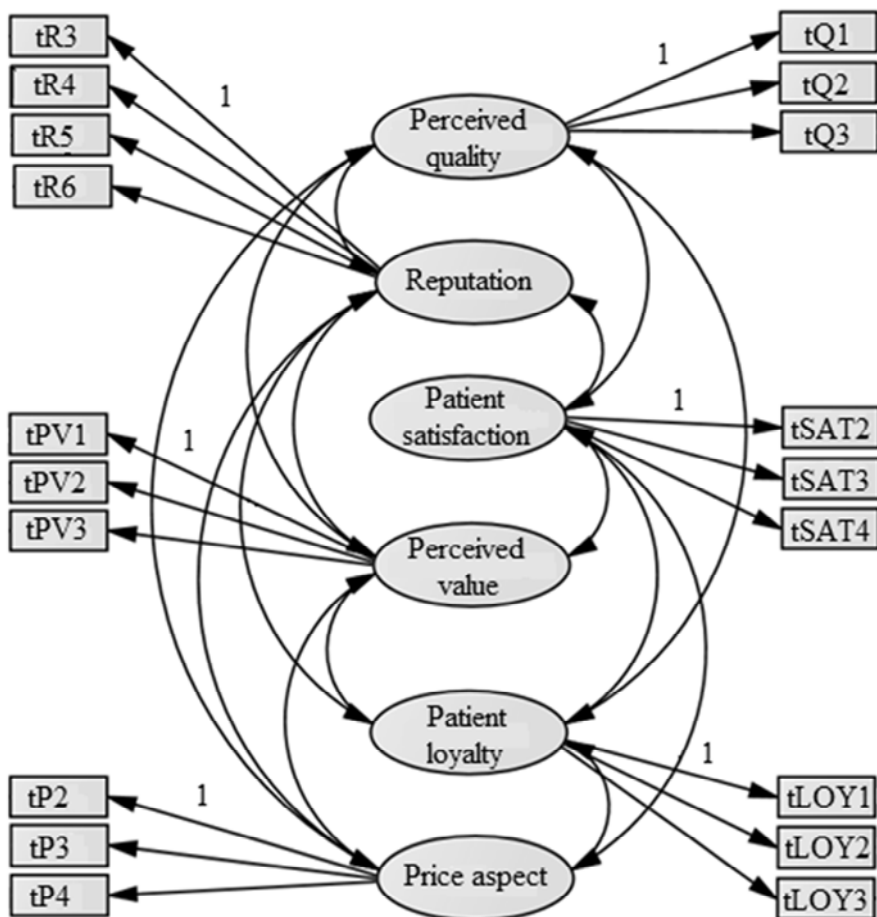 tR3
tR4
tR5
tR6
1
Perceived
quality
1
tQ1
tQ2
tQ3
Reputation
Patient
satisfaction
1
tSAT2
tSAT3
tSAT4
tPV1
tPV2
tPV3
1
Perceived
value
Patient
loyalty
1
tLOY1
tLOY2
tLOY3
tP2
tP3
tP4
1
Price aspect